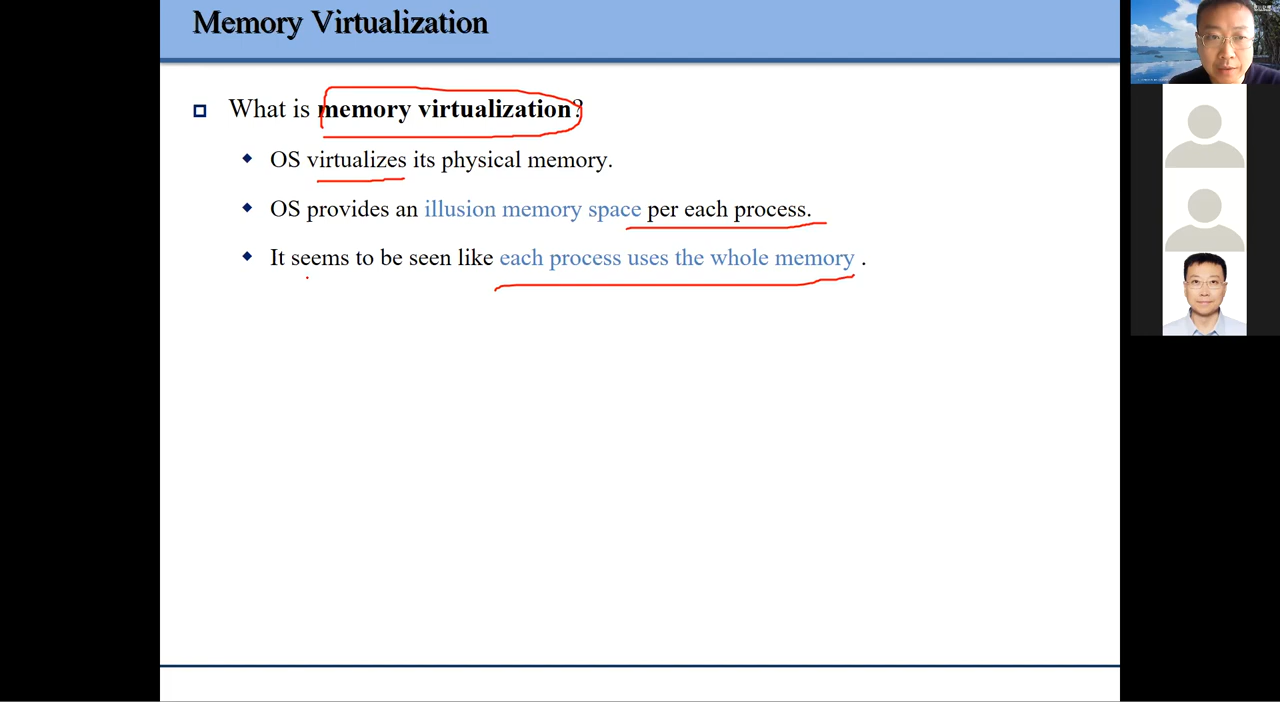 Memory Virtualization
What is memory virtualization?
OS virtualizes its physical memory.
OS provides an illusion memory space per each process.
It seems to be seen like each process uses the whole memory .